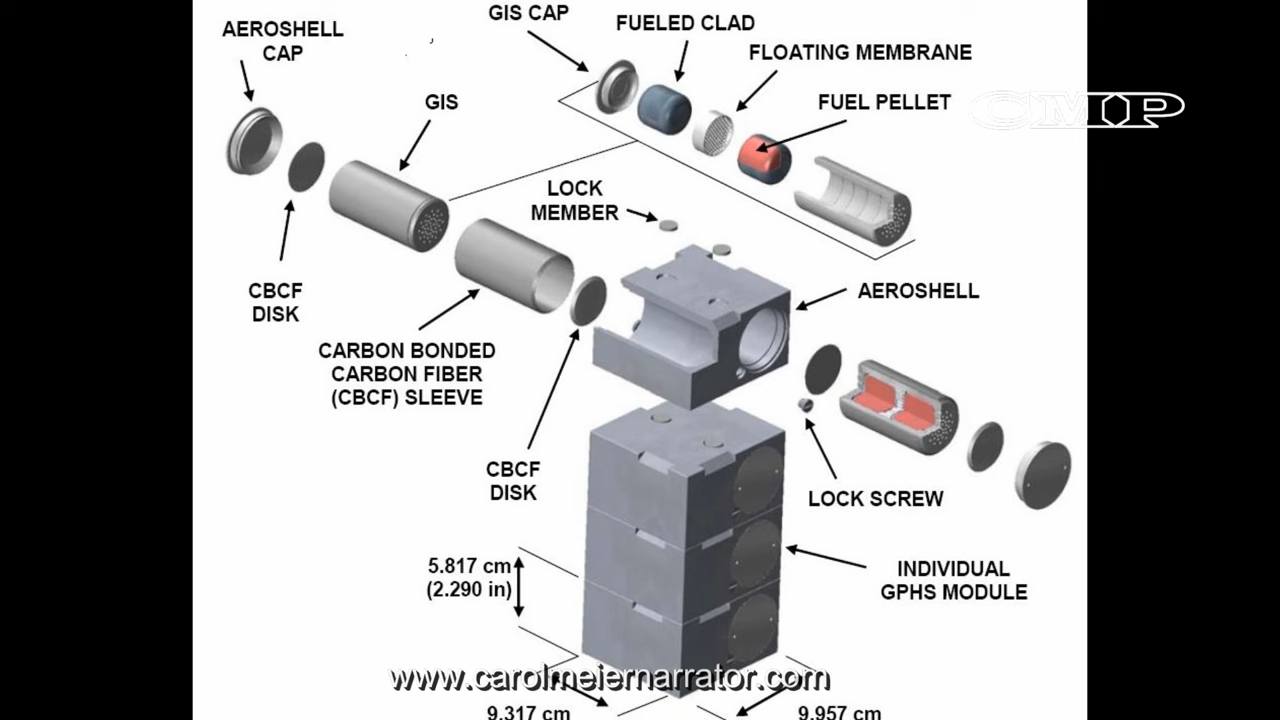 GIS CAP
FUELED CLAD
AEROSHELL
CAP
FLOATING MEMBRANE
GIS
FUEL PELLET
CMP
LOCK
MEMBER
CBCF
DISK
AEROSHELL
CARBON BONDED
CARBON FIBER
(CBCF) SLEEVE
CBCF
DISK
LOCK SCREW
5.817 cm
(2.290 in)
INDIVIDUAL
GPHS MODULE
www.carolmeiernarrator.com
9.317 cm
9.957 cm